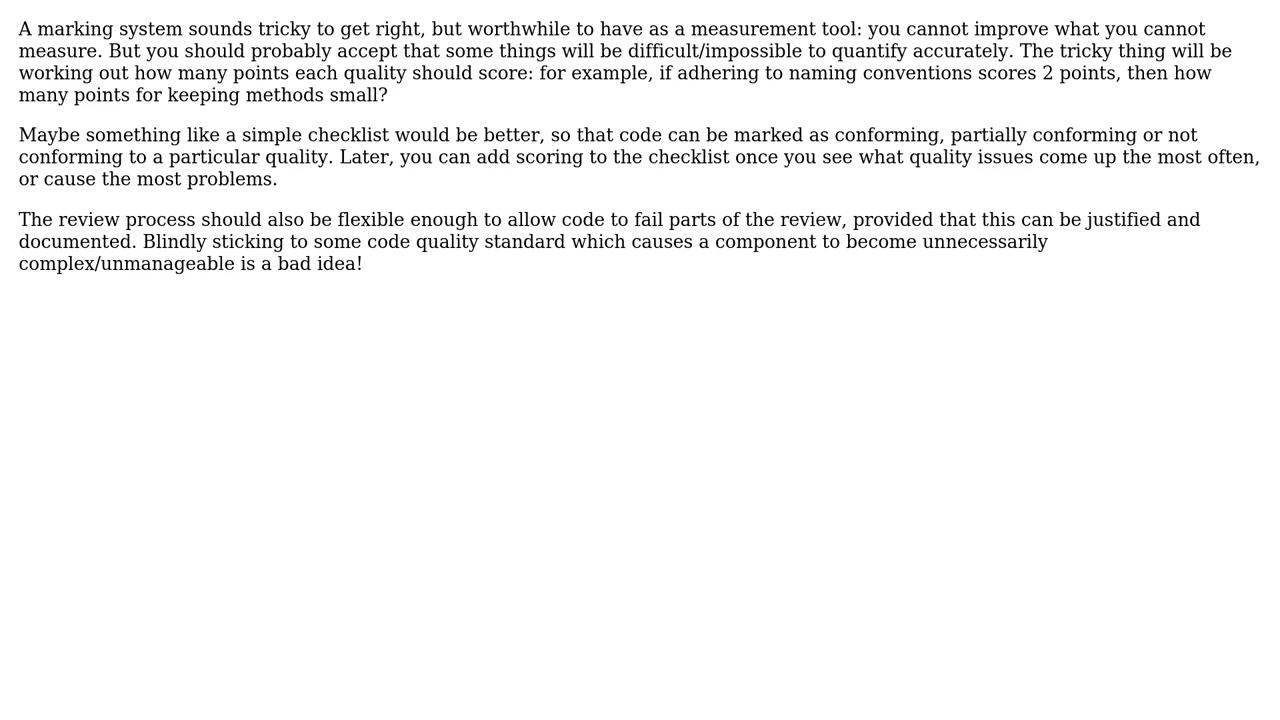 A marking system sounds tricky to get right, but worthwhile to have as a measurement tool: you cannot improve what you cannot
measure. But you should probably accept that some things will be difficult/impossible to quantify accurately. The tricky thing will be
working out how many points each quality should score: for example, if adhering to naming conventions scores 2 points, then how
many points for keeping methods small?
Maybe something like a simple checklist would be better, so that code can be marked as conforming, partially conforming or not
conforming to a particular quality. Later, you can add scoring to the checklist once you see what quality issues come up the most often,
or cause the most problems.
The review process should also be flexible enough to allow code to fail parts of the review, provided that this can be justified and
documented. Blindly sticking to some code quality standard which causes a component to become unnecessarily
complex/unmanageable is a bad idea!